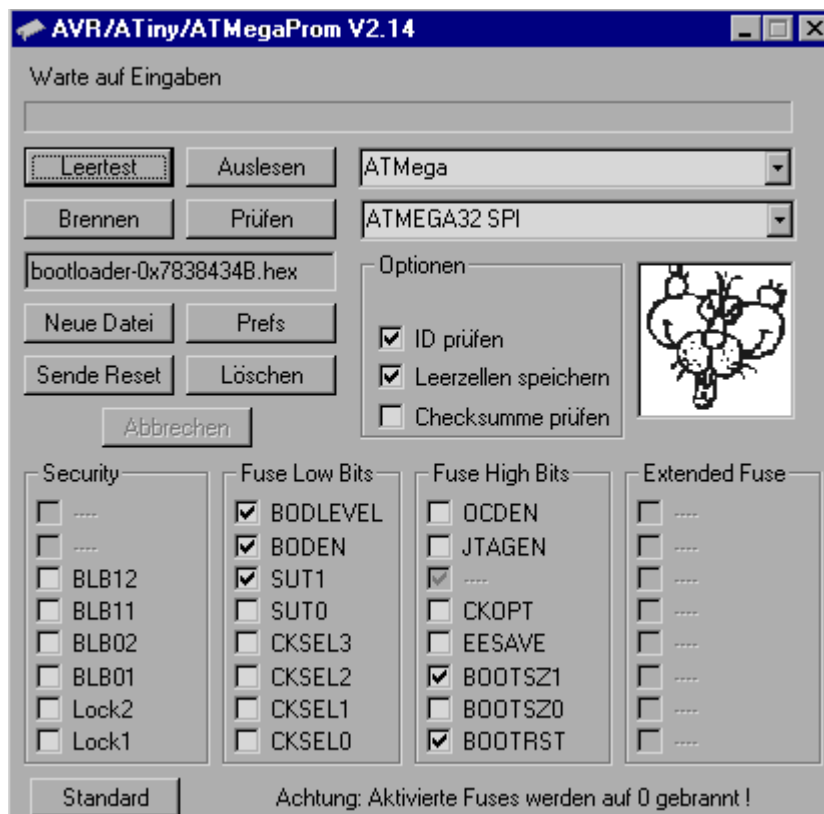 AVR/ATiny/ATMegaProm V2.14
Warte auf Eingaben
Leertest Auslesen ATMega
Brennen Prüfen ATMEGA32 SPI
bootloader-0x7838434B.hex
Optionen
Neue Datei Prefs
ID prüfen
Sende Reset Löschen
Leerzellen speichern
Abbrechen
Checksumme prüfen
Security
----
----
BLB12
BLB11
BLB02
BLB01
Lock2
Lock1
Fuse Low Bits
BODLEVEL
BODEN
SUT1
SUT0
CKSEL3
CKSEL2
CKSEL1
CKSEL0
Fuse High Bits
OCDEN
JTAGEN
----
CKOPT
EESAVE
BOOTSZ1
BOOTSZ0
BOOTRST
Extended Fuse
----
----
----
----
----
----
----
----
Standard
Achtung: Aktivierte Fuses werden auf 0 gebrannt !